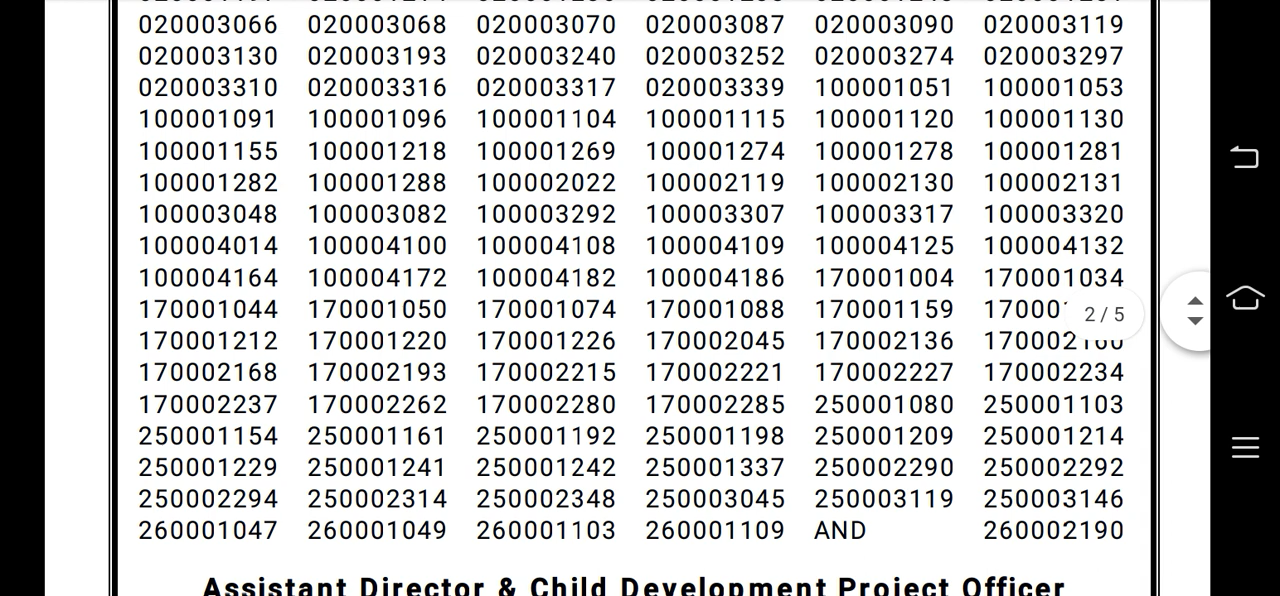 020003066 020003068 020003070 020003087 020003090 020003119
020003130 020003193 020003240 020003252 020003274 020003297
020003310 020003316 020003317 020003339 100001051 100001053
100001091 100001096 100001104 100001115 100001120 100001130
100001155 100001218 100001269 100001274 100001278 100001281
100001282 100001288 100002022 100002119 100002130 100002131
100003048 100003082 100003292 100003307 100003317 100003320
100004014 100004100 100004108 100004109 100004125 100004132
100004164 100004172 100004182 100004186 170001004 170001034
170001044 170001050 170001074 170001088 170001159
2 / 5
170001212 170001220 170001226 170002045 170002136
170002168 170002193 170002215 170002221 170002227 170002234
170002237 170002262 170002280 170002285 250001080 250001103
250001154 250001161 250001192 250001198 250001209 250001214
250001229 250001241 250001242 250001337 250002290 250002292
250002294 250002314 250002348 250003045 250003119 250003146
260001047 260001049 260001103 260001109 AND 260002190
Assistant Director & Child Development Project Officer